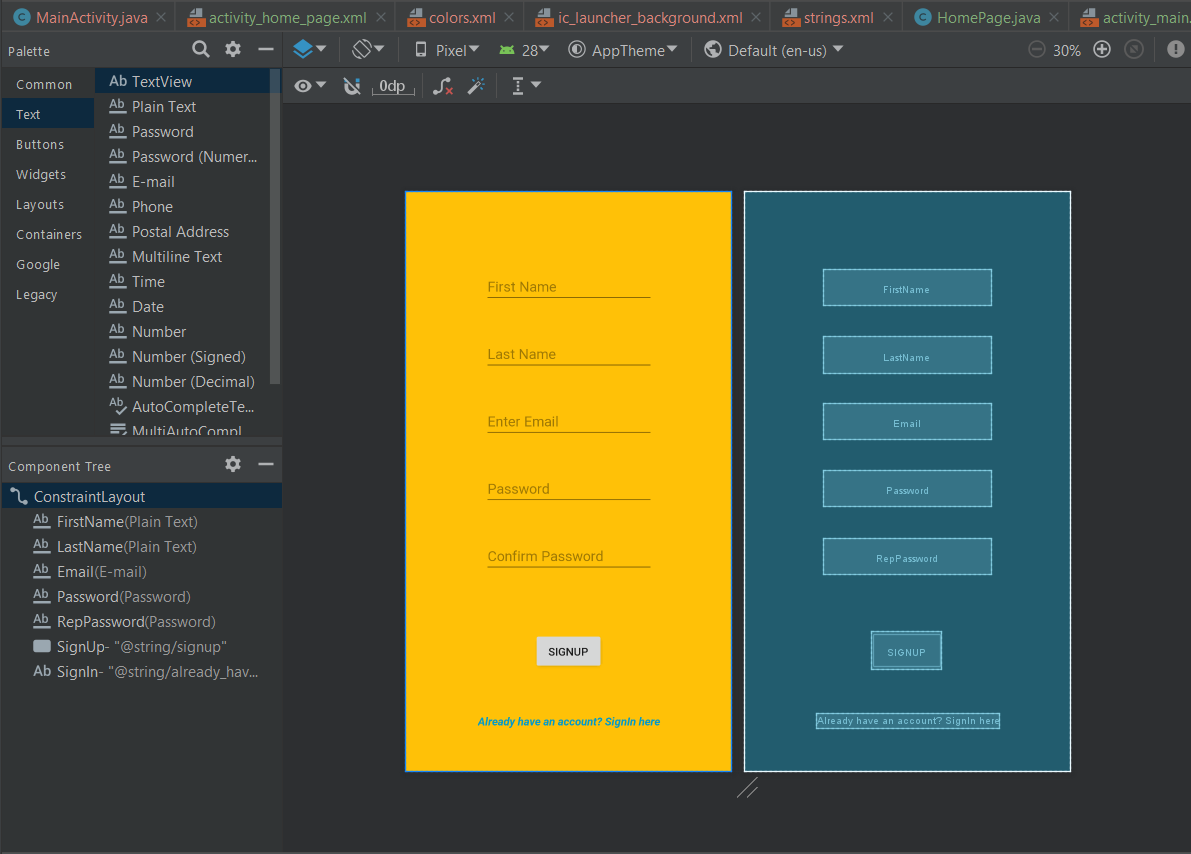 MainActivity.java
activity_home_page.xml
colors.xml
ic_launcher_background.xml
strings.xml
HomePage.java
activity_main.
Palette
Pixel
28
AppTheme
Default (en-us)
30%
0dp
Common
Text
Buttons
Widgets
Layouts
Containers
Google
Legacy
Ab TextView
Ab Plain Text
Ab Password
Ab Password (Numer...
Ab E-mail
Ab Phone
Ab Postal Address
Ab Multiline Text
Ab Time
Ab Date
Ab Number
Ab Number (Signed)
Ab Number (Decimal)
Ab AutoCompleteTe...
MultiAutoCompl
Component Tree
ConstraintLayout
Ab FirstName(Plain Text)
Ab LastName(Plain Text)
Ab Email(E-mail)
Ab Password(Password)
Ab RepPassword(Password)
SignUp- "@string/signup"
Ab SignIn- "@string/already_hav...
First Name
Last Name
Enter Email
Password
Confirm Password
SIGNUP
Already have an account? SignIn here
FirstName
LastName
Email
Password
RepPassword
SIGNUP
Already have an account? SignIn here